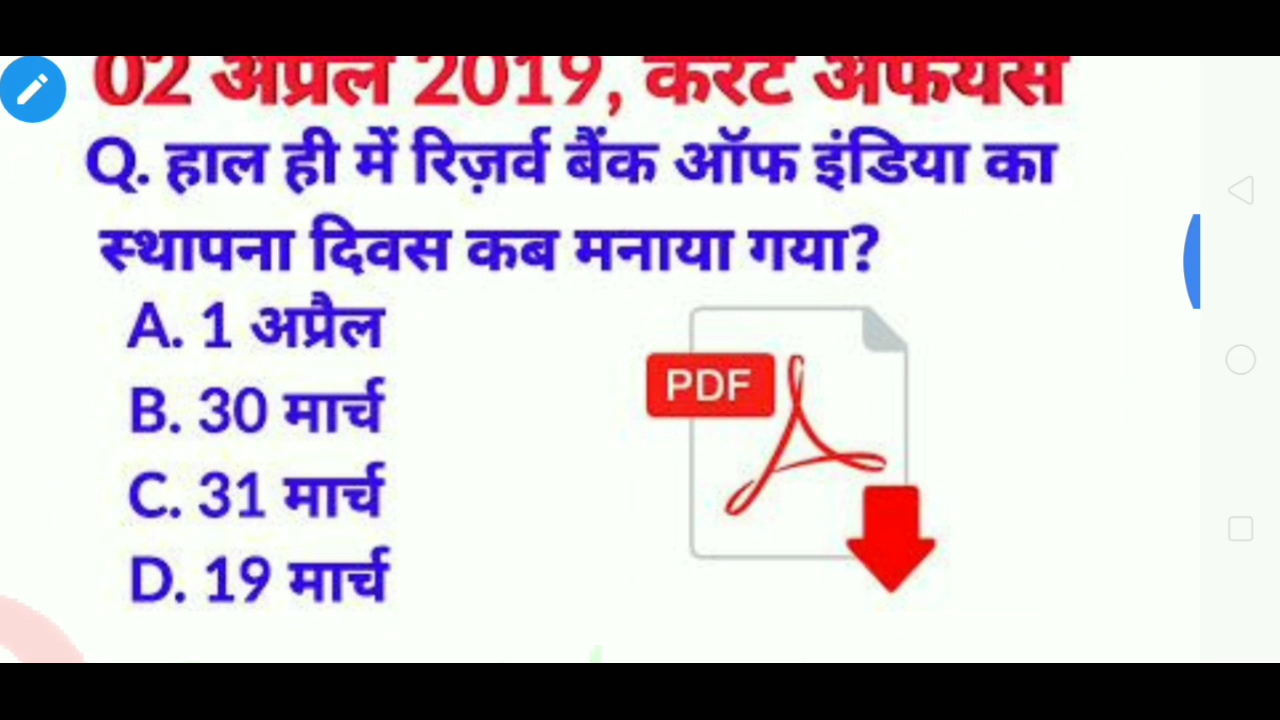 02 अप्रैल 2019, करंट अफेयर्स
Q. हाल ही में रिज़र्व बैंक ऑफ इंडिया का
स्थापना दिवस कब मनाया गया?
A. 1 अप्रैल
B. 30 मार्च
PDF
C. 31 मार्च
D. 19 मार्च